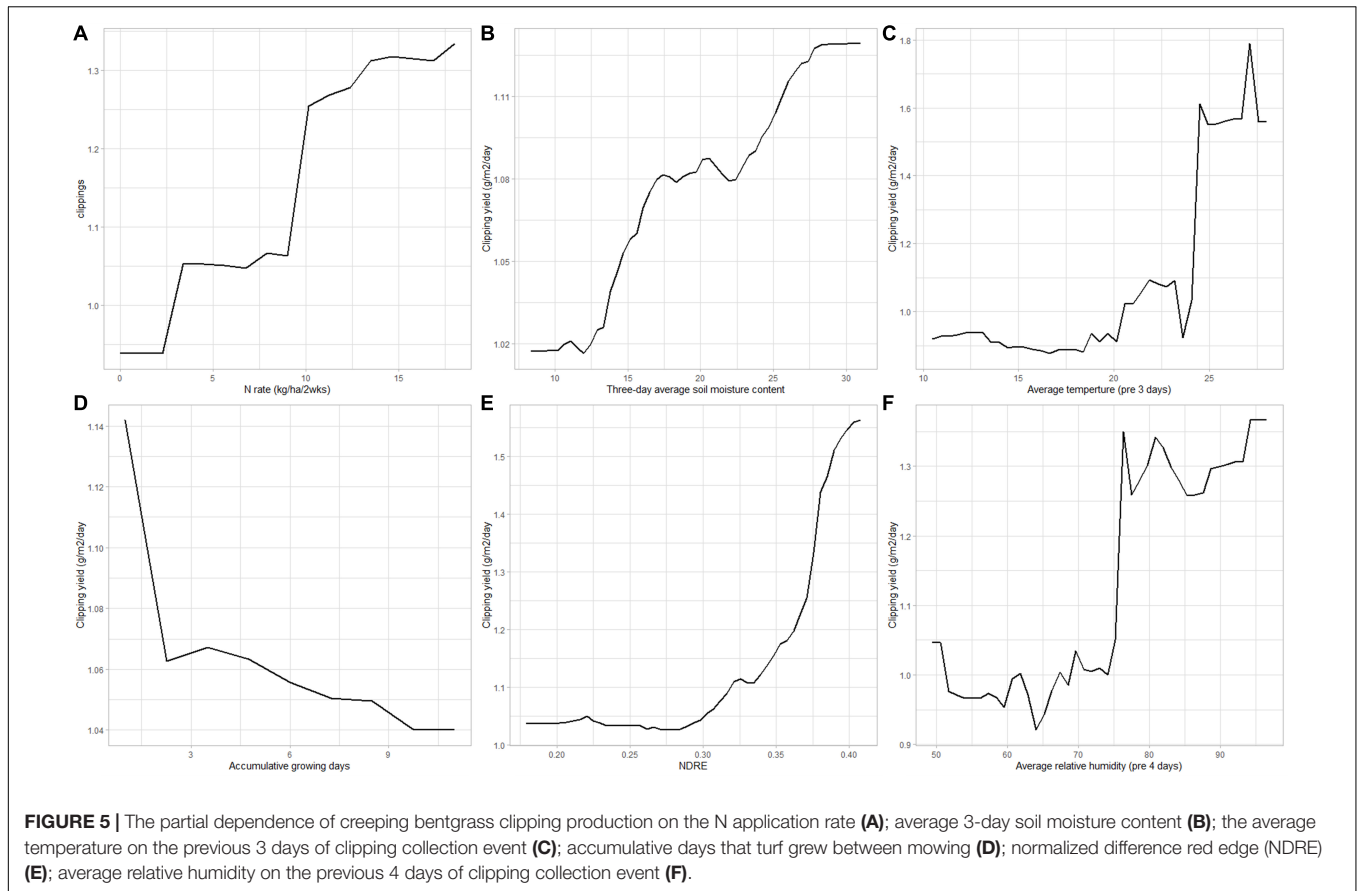 A
B
C
1.3
1.2
1.1
1.0
clippings
0
5
10
15
N rate (kg/ha/2wks)
1.11
1.08
1.05
1.02
Clipping yield (g/m2/day
10
15
20
25
30
Three-day average soil moisture content
1.8
1.6
1.4
1.2
1.0
Clipping yield (g/m2/day
10
15
20
25
Average temperture (pre 3 days)
D
E
F
1.14
1.12
1.10
1.08
1.06
1.04
Clipping yield (g/m2/day
3
6
9
Accumulative growing days
1.5
1.4
1.3
1.2
1.1
1.0
Clipping yield (g/m2/day
0.20
0.25
0.30
0.35
0.40
NDRE
1.3
1.2
1.1
1.0
0.9
Clipping yield (g/m2/day
50
60
70
80
90
Average relative humidity (pre 4 days)
FIGURE 5 | The partial dependence of creeping bentgrass clipping production on the N application rate (A); average 3-day soil moisture content (B); the average
temperature on the previous 3 days of clipping collection event (C); accumulative days that turf grew between mowing (D); normalized difference red edge (NDRE)
(E); average relative humidity on the previous 4 days of clipping collection event (F).